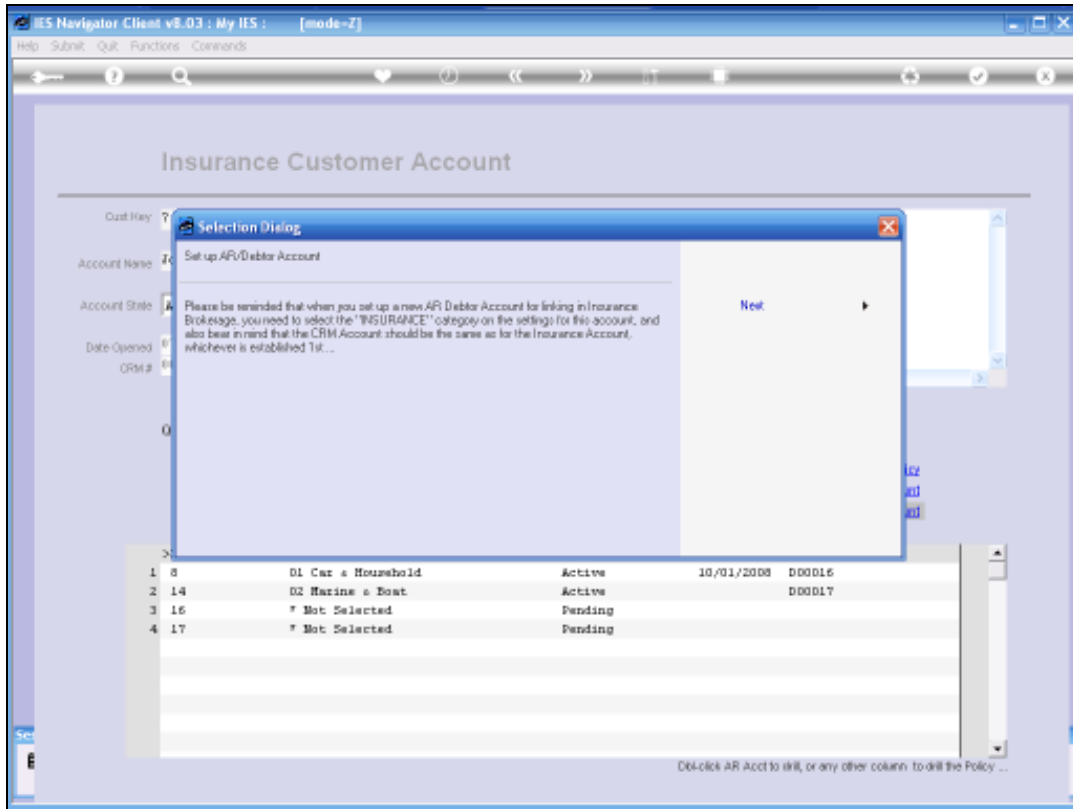 IES Navigator Client v8.03 : My IES : [mode=Z]
Help Submit Quit Functions Commands
Insurance Customer Account
Cust Key ?
Account Name
Account State
Date Opened
CRM #
Selection Dialog
Set up AR/Debtor Account
Please be reminded that when you set up a new AR Debtor Account for linking in Insurance
Brokerage, you need to select the "INSURANCE" category on the settings for this account, and
also bear in mind that the CRM Account should be the same as for the Insurance Account,
whichever is established 1st ...
Next
1 8 01 Car & Household Active 10/01/2008 D00016
2 14 02 Marine & Boat Active D00017
3 16 * Not Selected Pending
4 17 * Not Selected Pending
Dbl-click AR Acct to drill, or any other column to drill the Policy ...